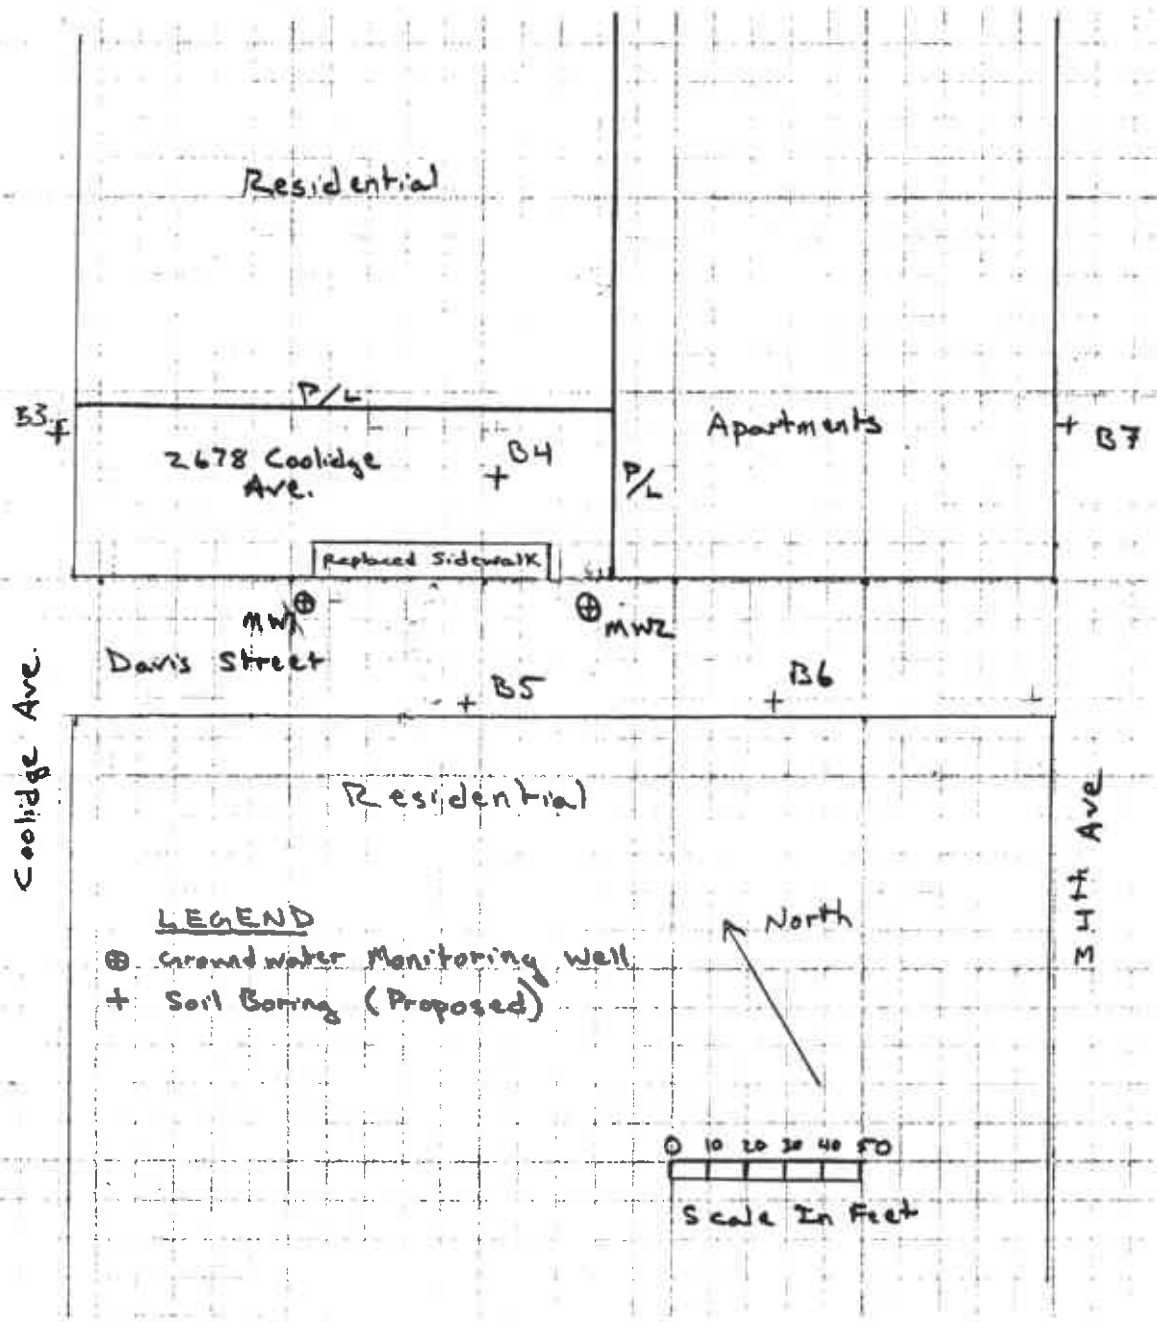 Residential
P/L
B3
2678 Coolidge
Ave.
B4
P/L
Apartments
B7
Replaced Sidewalk
MW1
MW2
Davis Street
B5
B6
Coolidge Ave.
Residential
34th Ave
LEGEND
⊕ Groundwater Monitoring Well
+ Soil Boring (Proposed)
North
0 10 20 30 40 50
Scale In Feet